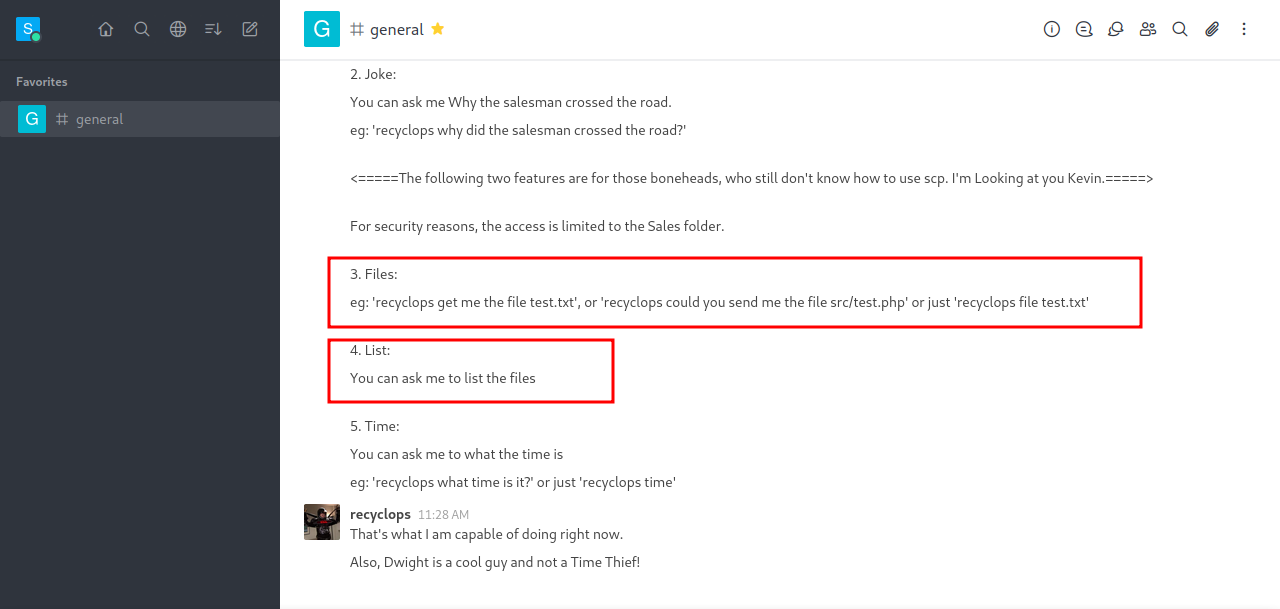 S
Favorites
G general
G general
2. Joke:
You can ask me Why the salesman crossed the road.
eg: 'recyclops why did the salesman crossed the road?'
<=====The following two features are for those boneheads, who still don't know how to use scp. I'm Looking at you Kevin.=====>
For security reasons, the access is limited to the Sales folder.
3. Files:
eg: 'recyclops get me the file test.txt', or 'recyclops could you send me the file src/test.php' or just 'recyclops file test.txt'
4. List:
You can ask me to list the files
5. Time:
You can ask me to what the time is
eg: 'recyclops what time is it?' or just 'recyclops time'
recyclops 11:28 AM
That's what I am capable of doing right now.
Also, Dwight is a cool guy and not a Time Thief!